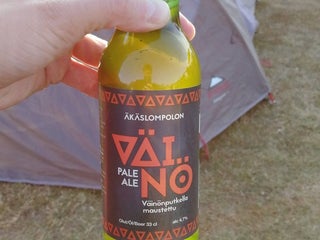 ÄKÄSLOMPOLON
VÄI
PALE
ALE
NÖ
Väinönputkella
maustettu
Olut/Öl/Beer 33 cl alc. 4,7%